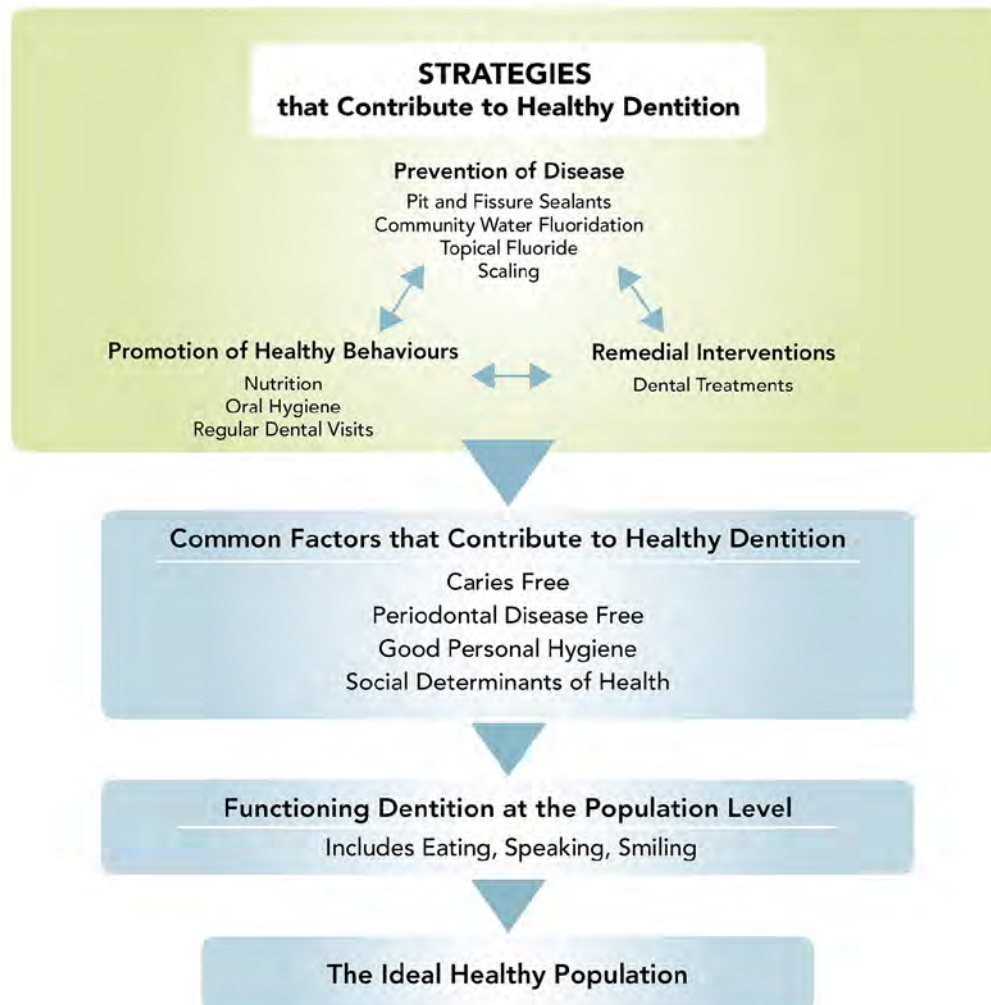 STRATEGIES
that Contribute to Healthy Dentition
Prevention of Disease
Pit and Fissure Sealants
Community Water Fluoridation
Topical Fluoride
Scaling
Promotion of Healthy Behaviours
Nutrition
Oral Hygiene
Regular Dental Visits
Remedial Interventions
Dental Treatments
Common Factors that Contribute to Healthy Dentition
Caries Free
Periodontal Disease Free
Good Personal Hygiene
Social Determinants of Health
Functioning Dentition at the Population Level
Includes Eating, Speaking, Smiling
The Ideal Healthy Population